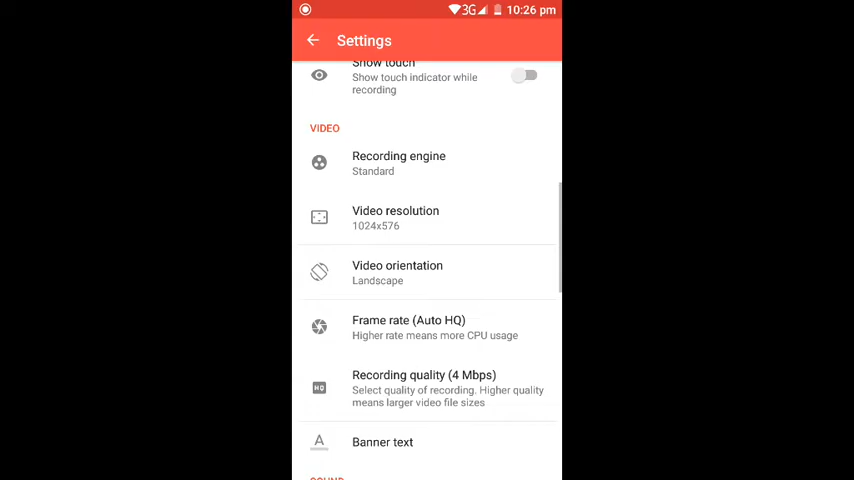 3G 10:26 pm
Settings
Show touch
Show touch indicator while
recording
VIDEO
Recording engine
Standard
Video resolution
1024x576
Video orientation
Landscape
Frame rate (Auto HQ)
Higher rate means more CPU usage
HQ
Recording quality (4 Mbps)
Select quality of recording. Higher quality
means larger video file sizes
A
Banner text
SOUND